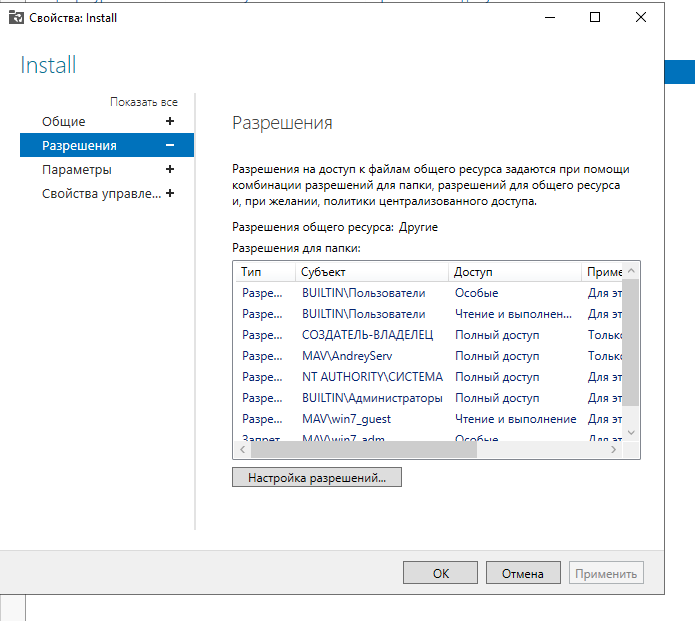 Свойства: Install
Install
Показать все
Общие +
Разрешения −
Параметры +
Свойства управле... +
Разрешения
Разрешения на доступ к файлам общего ресурса задаются при помощи
комбинации разрешений для папки, разрешений для общего ресурса
и, при желании, политики централизованного доступа.
Разрешения общего ресурса: Другие
Разрешения для папки:
Тип Субъект Доступ Приме
Разре... BUILTIN\Пользователи Особые Для эт
Разре... BUILTIN\Пользователи Чтение и выполнен... Для эт
Разре... СОЗДАТЕЛЬ-ВЛАДЕЛЕЦ Полный доступ Только
Разре... MAV\AndreyServ Полный доступ Только
Разре... NT AUTHORITY\СИСТЕМА Полный доступ Для эт
Разре... BUILTIN\Администраторы Полный доступ Для эт
Разре... MAV\win7_guest Чтение и выполнение Для эт
Запрет MAV\win7_adm Особые Для эт
Настройка разрешений...
ОК Отмена Применить